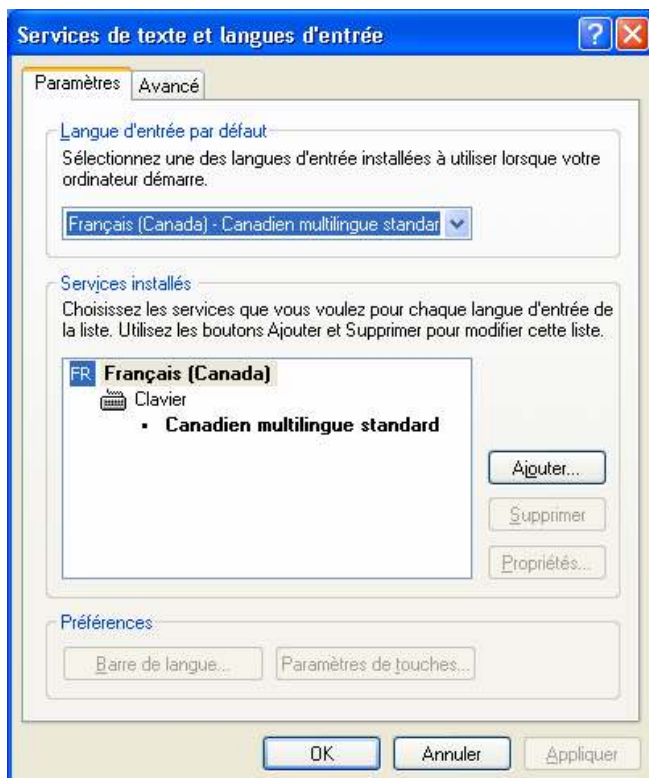 Services de texte et langues d'entrée
Paramètres
Avancé
Langue d'entrée par défaut
Sélectionnez une des langues d'entrée installées à utiliser lorsque votre
ordinateur démarre.
Français (Canada) - Canadien multilingue standar
Services installés
Choisissez les services que vous voulez pour chaque langue d'entrée de
la liste. Utilisez les boutons Ajouter et Supprimer pour modifier cette liste.
FR Français (Canada)
Clavier
Canadien multilingue standard
Ajouter...
Supprimer
Propriétés...
Préférences
Barre de langue...
Paramètres de touches...
OK
Annuler
Appliquer